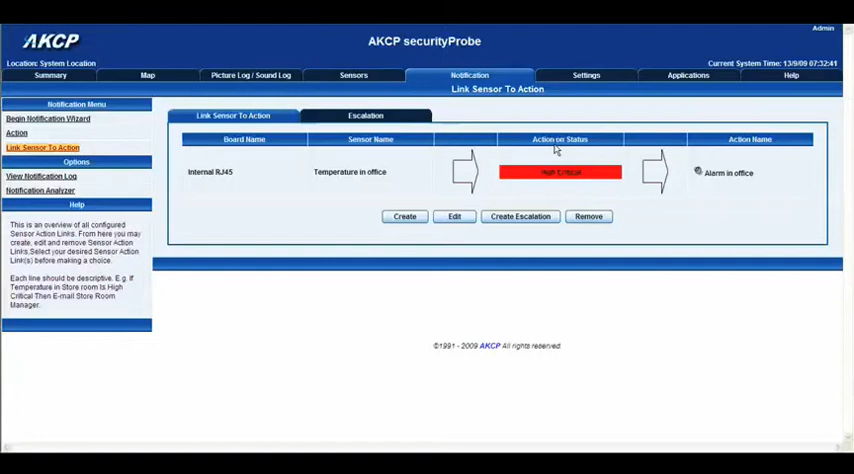 Admin
AKCP
AKCP securityProbe
Location: System Location
Current System Time: 13/9/09 07:32:41
Summary
Map
Picture Log / Sound Log
Sensors
Notification
Settings
Applications
Help
Link Sensor To Action
Notification Menu
Begin Notification Wizard
Action
Link Sensor To Action
Options
View Notification Log
Notification Analyzer
Help
This is an overview of all configured
Sensor Action Links. From here you may
create, edit and remove Sensor Action
Links.Select your desired Sensor Action
Link(s) before making a choice.
Each line should be descriptive. E.g. If
Temperature in Store room Is High
Critical Then E-mail Store Room
Manager.
Link Sensor To Action
Escalation
Board Name
Sensor Name
Action on Status
Action Name
Internal RJ45
Temperature in office
High Critical
Alarm in office
Create
Edit
Create Escalation
Remove
©1991 - 2009 AKCP All rights reserved